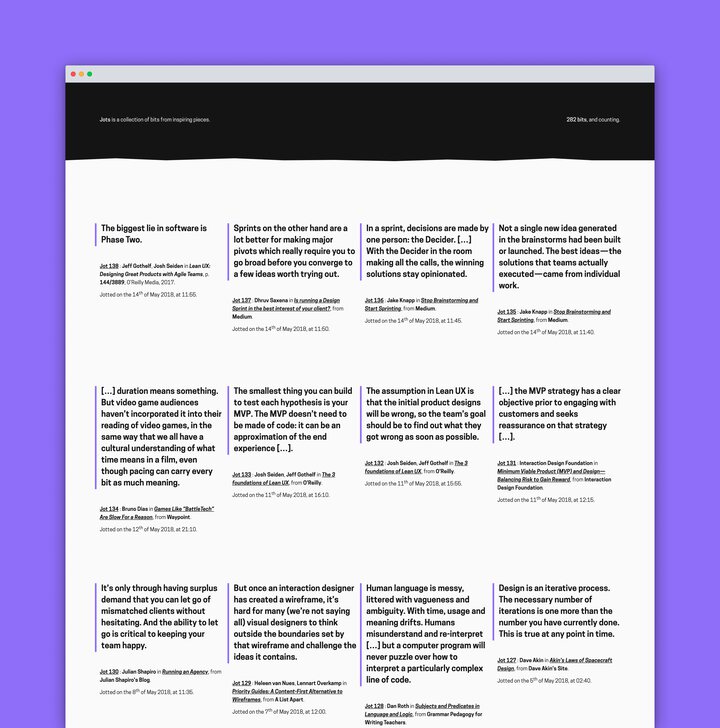 Jots is a collection of bits from inspiring pieces.
282 bits, and counting.
The biggest lie in software is
Phase Two.
Jot 138 : Jeff Gothelf, Josh Seiden in Lean UX:
Designing Great Products with Agile Teams, p.
144/3889, O'Reilly Media, 2017.
Jotted on the 14th of May 2018, at 11:55.
Sprints on the other hand are a
lot better for making major
pivots which really require you to
go broad before you converge to
a few ideas worth trying out.
Jot 137 : Dhruv Saxena in Is running a Design
Sprint in the best interest of your client?, from
Medium.
Jotted on the 14th of May 2018, at 11:50.
In a sprint, decisions are made by
one person: the Decider. […]
With the Decider in the room
making all the calls, the winning
solutions stay opinionated.
Jot 136 : Jake Knapp in Stop Brainstorming and
Start Sprinting, from Medium.
Jotted on the 14th of May 2018, at 11:45.
Not a single new idea generated
in the brainstorms had been built
or launched. The best ideas — the
solutions that teams actually
executed — came from individual
work.
Jot 135 : Jake Knapp in Stop Brainstorming and
Start Sprinting, from Medium.
Jotted on the 14th of May 2018, at 11:40.
[…] duration means something.
But video game audiences
haven't incorporated it into their
reading of video games, in the
same way that we all have a
cultural understanding of what
time means in a film, even
though pacing can carry every
bit as much meaning.
Jot 134 : Bruno Dias in Games Like "BattleTech"
Are Slow For a Reason, from Waypoint.
Jotted on the 12th of May 2018, at 21:10.
The smallest thing you can build
to test each hypothesis is your
MVP. The MVP doesn't need to
be made of code: it can be an
approximation of the end
experience […].
Jot 133 : Josh Seiden, Jeff Gothelf in The 3
foundations of Lean UX, from O'Reilly.
Jotted on the 11th of May 2018, at 16:10.
The assumption in Lean UX is
that the initial product designs
will be wrong, so the team's goal
should be to find out what they
got wrong as soon as possible.
Jot 132 : Josh Seiden, Jeff Gothelf in The 3
foundations of Lean UX, from O'Reilly.
Jotted on the 11th of May 2018, at 15:55.
[…] the MVP strategy has a clear
objective prior to engaging with
customers and seeks
reassurance on that strategy
[…].
Jot 131 : Interaction Design Foundation in
Minimum Viable Product (MVP) and Design—
Balancing Risk to Gain Reward, from Interaction
Design Foundation.
Jotted on the 11th of May 2018, at 12:15.
It's only through having surplus
demand that you can let go of
mismatched clients without
hesitating. And the ability to let
go is critical to keeping your
team happy.
Jot 130 : Julian Shapiro in Running an Agency, from
Julian Shapiro's Blog.
Jotted on the 8th of May 2018, at 11:35.
But once an interaction designer
has created a wireframe, it's
hard for many (we're not saying
all) visual designers to think
outside the boundaries set by
that wireframe and challenge the
ideas it contains.
Jot 129 : Heleen van Nues, Lennart Overkamp in
Priority Guides: A Content-First Alternative to
Wireframes, from A List Apart.
Jotted on the 7th of May 2018, at 12:00.
Human language is messy,
littered with vagueness and
ambiguity. With time, usage and
meaning drifts. Humans
misunderstand and re-interpret
[…] but a computer program will
never puzzle over how to
interpret a particularly complex
line of code.
Jot 128 : Dan Roth in Subjects and Predicates in
Language and Logic, from Grammar Pedagogy for
Writing Teachers.
Design is an iterative process.
The necessary number of
iterations is one more than the
number you have currently done.
This is true at any point in time.
Jot 127 : Dave Akin in Akin's Laws of Spacecraft
Design, from Dave Akin's Site.
Jotted on the 5th of May 2018, at 02:40.